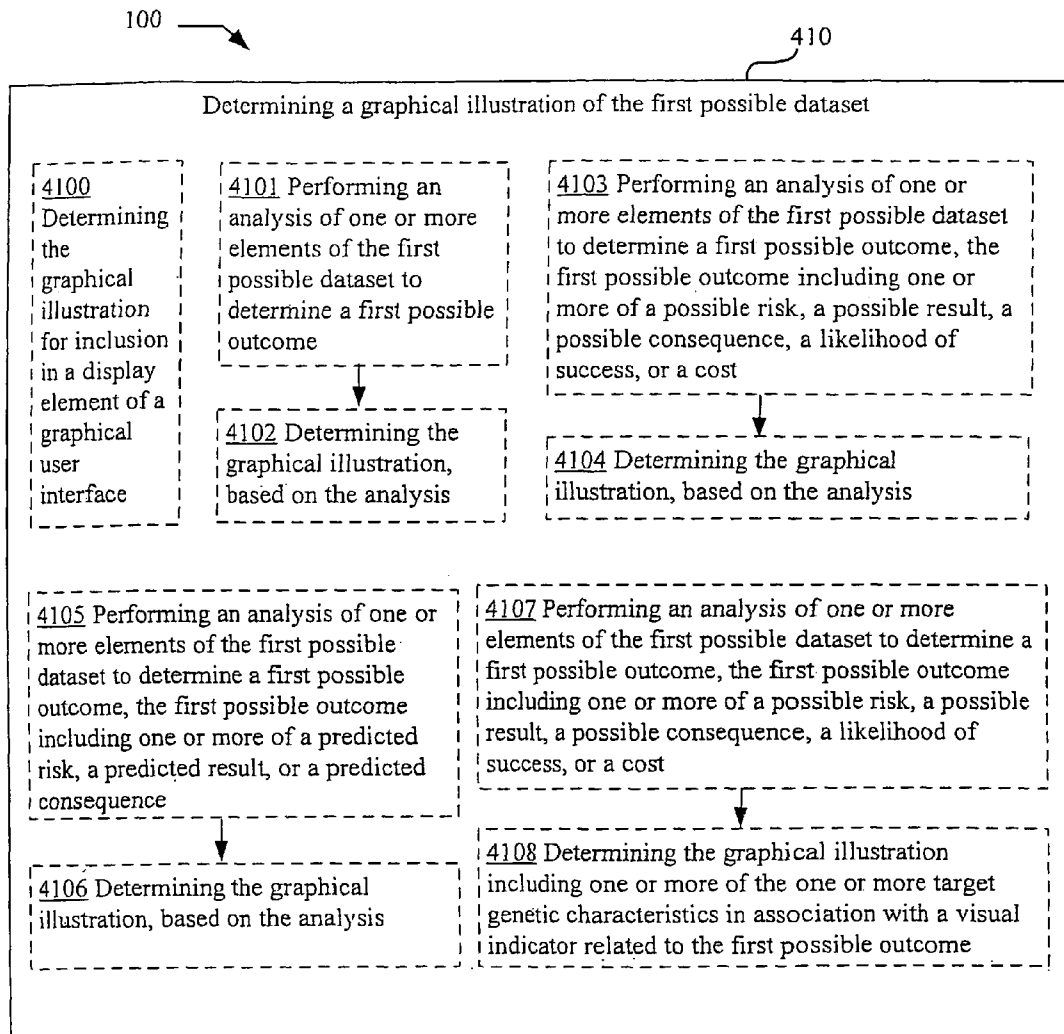 100
410
Determining a graphical illustration of the first possible dataset
4100
Determining
the
graphical
illustration
for inclusion
in a display
element of a
graphical
user
interface
4101 Performing an
analysis of one or more
elements of the first
possible dataset to
determine a first possible
outcome
4102 Determining the
graphical illustration,
based on the analysis
4103 Performing an analysis of one or
more elements of the first possible dataset
to determine a first possible outcome, the
first possible outcome including one or
more of a possible risk, a possible result, a
possible consequence, a likelihood of
success, or a cost
4104 Determining the graphical
illustration, based on the analysis
4105 Performing an analysis of one or
more elements of the first possible
dataset to determine a first possible
outcome, the first possible outcome
including one or more of a predicted
risk, a predicted result, or a predicted
consequence
4106 Determining the graphical
illustration, based on the analysis
4107 Performing an analysis of one or more
elements of the first possible dataset to determine a
first possible outcome, the first possible outcome
including one or more of a possible risk, a possible
result, a possible consequence, a likelihood of
success, or a cost
4108 Determining the graphical illustration
including one or more of the one or more target
genetic characteristics in association with a visual
indicator related to the first possible outcome